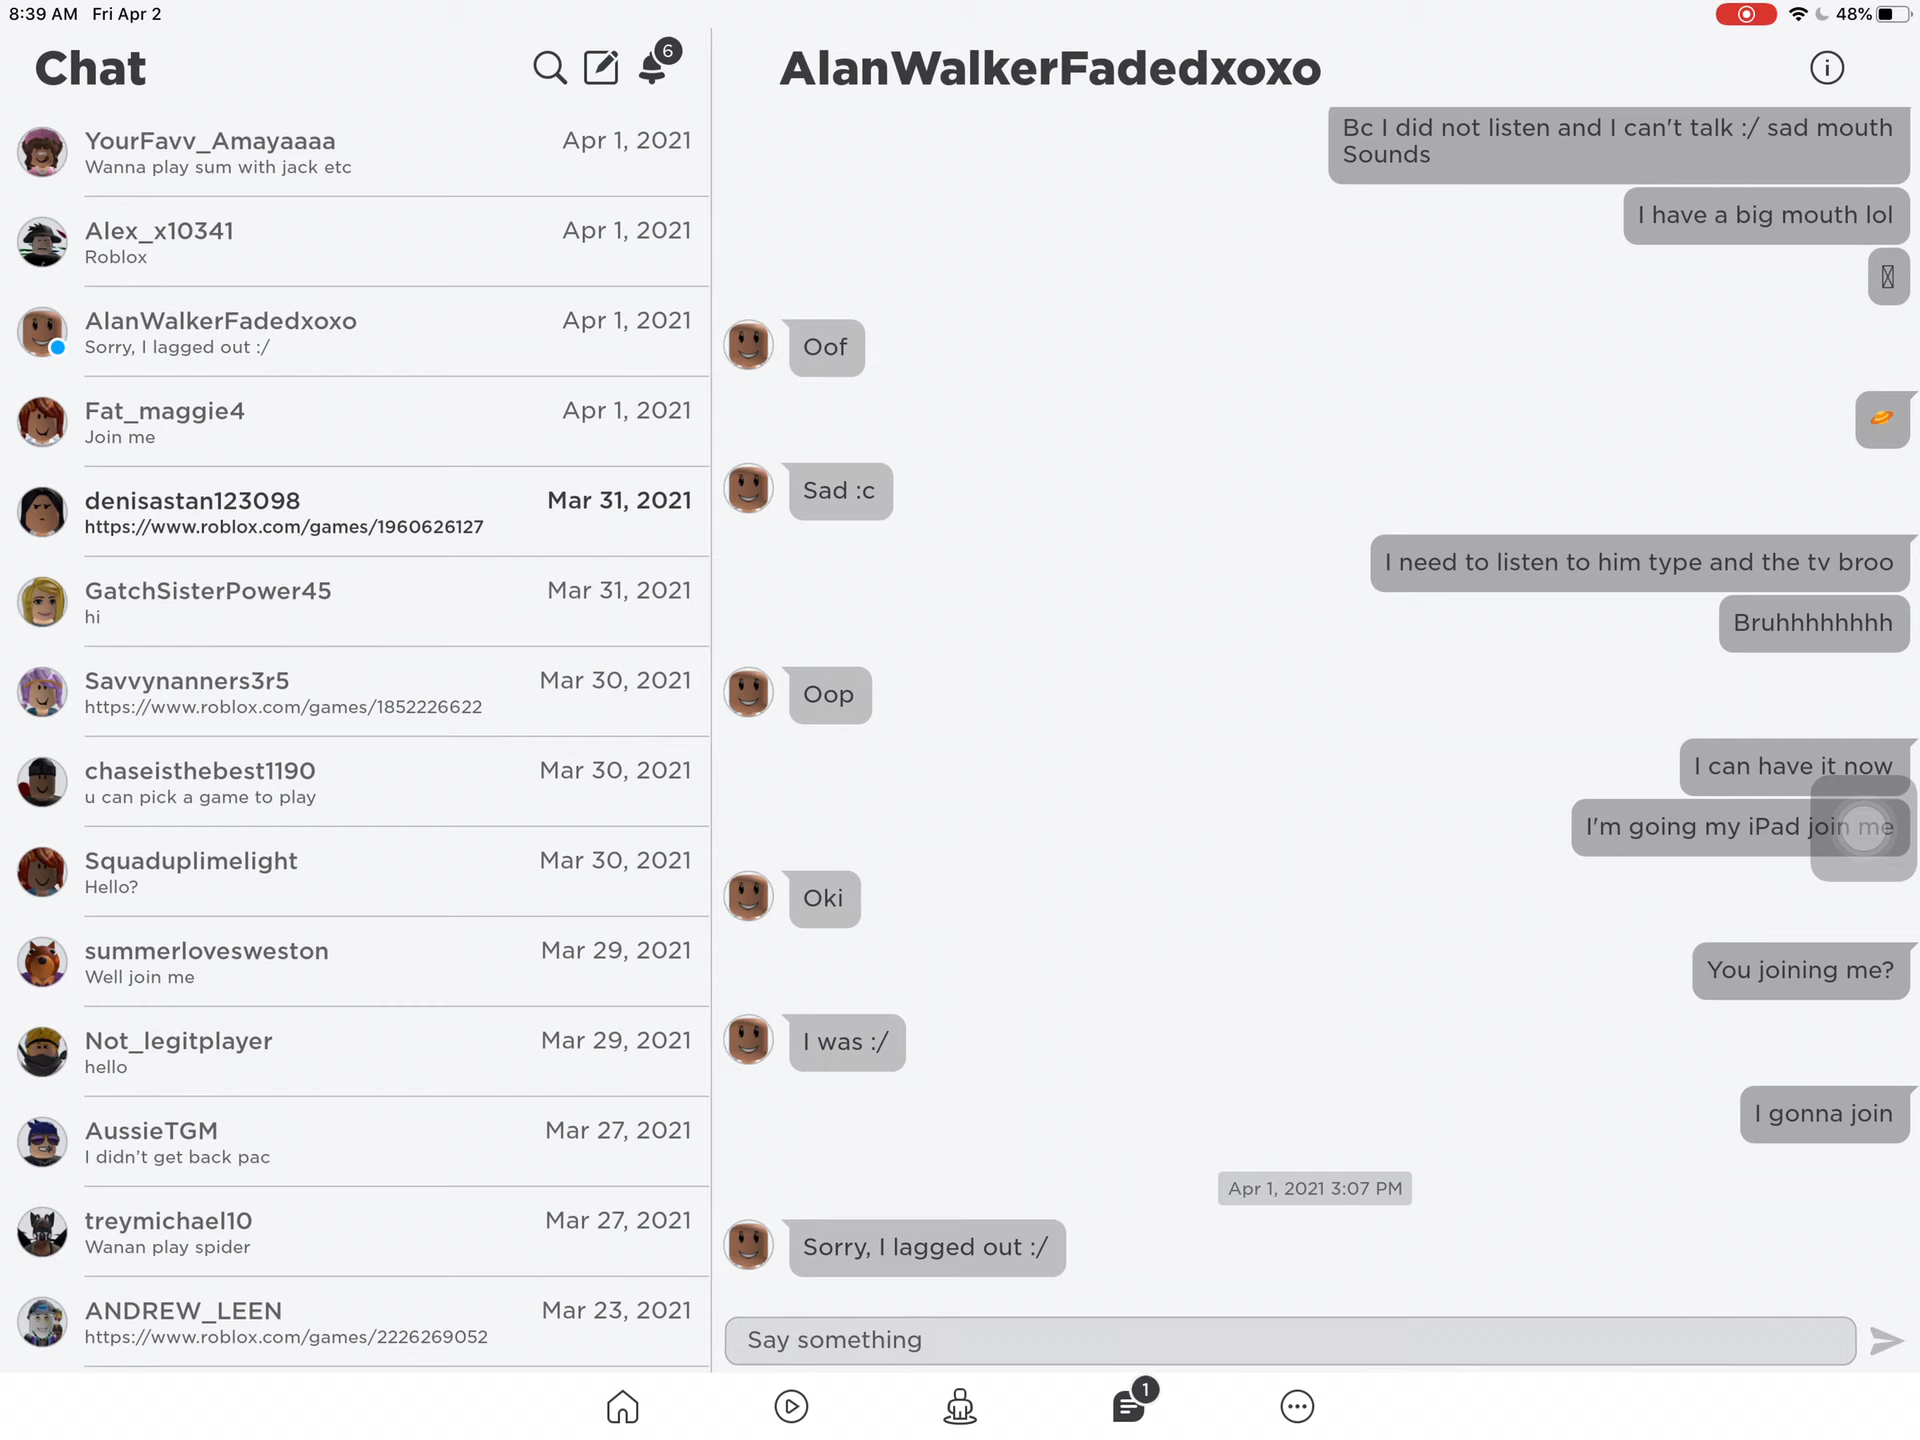 8:39 AM Fri Apr 2
48%
Chat
6
YourFavv_Amayaaaa
Apr 1, 2021
Wanna play sum with jack etc
Alex_x10341
Apr 1, 2021
Roblox
AlanWalkerFadedxoxo
Apr 1, 2021
Sorry, I lagged out :/
Fat_maggie4
Apr 1, 2021
Join me
denisastan123098
Mar 31, 2021
https://www.roblox.com/games/1960626127
GatchSisterPower45
Mar 31, 2021
hi
Savvynanners3r5
Mar 30, 2021
https://www.roblox.com/games/1852226622
chaseisthebest1190
Mar 30, 2021
u can pick a game to play
Squaduplimelight
Mar 30, 2021
Hello?
summerlovesweston
Mar 29, 2021
Well join me
Not_legitplayer
Mar 29, 2021
hello
AussieTGM
Mar 27, 2021
I didn't get back pac
treymichael10
Mar 27, 2021
Wanan play spider
ANDREW_LEEN
Mar 23, 2021
https://www.roblox.com/games/2226269052
AlanWalkerFadedxoxo
Bc I did not listen and I can't talk :/ sad mouth
Sounds
I have a big mouth lol
Oof
🪐
Sad :c
I need to listen to him type and the tv broo
Bruhhhhhhhh
Oop
I can have it now
I'm going my iPad join me
Oki
You joining me?
I was :/
I gonna join
Apr 1, 2021 3:07 PM
Sorry, I lagged out :/
Say something
1